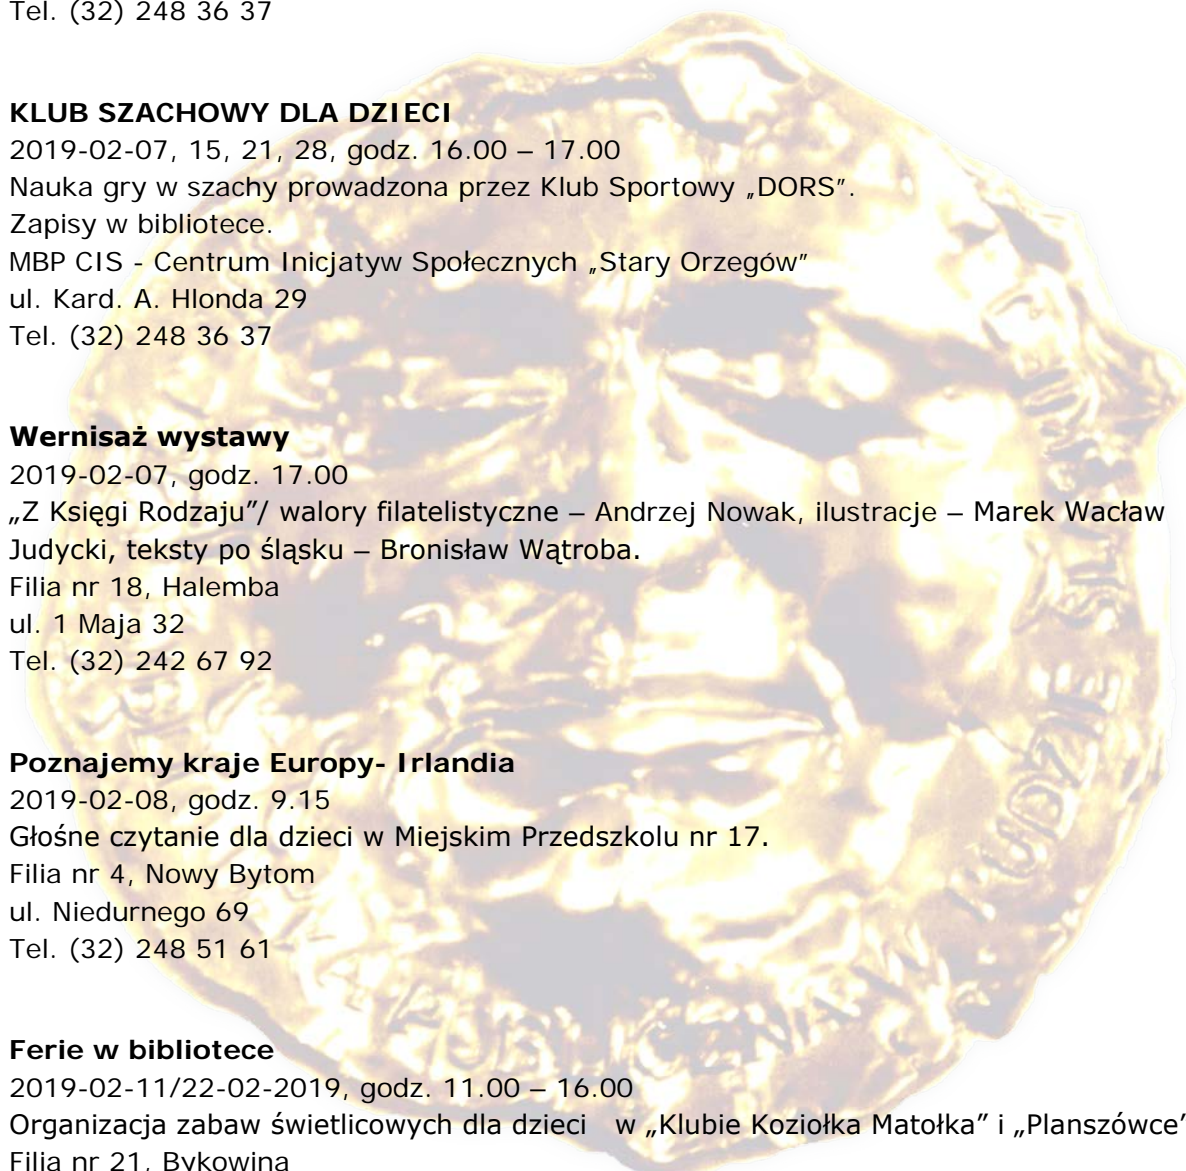 Tel. (32) 248 36 37
KLUB SZACHOWY DLA DZIECI
2019-02-07, 15, 21, 28, godz. 16.00 – 17.00
Nauka gry w szachy prowadzona przez Klub Sportowy „DORS”.
Zapisy w bibliotece.
MBP CIS - Centrum Inicjatyw Społecznych „Stary Orzegów”
ul. Kard. A. Hlonda 29
Tel. (32) 248 36 37
Wernisaż wystawy
2019-02-07, godz. 17.00
„Z Księgi Rodzaju”/ walory filatelistyczne – Andrzej Nowak, ilustracje – Marek Wacław
Judycki, teksty po śląsku – Bronisław Wątroba.
Filia nr 18, Halemba
ul. 1 Maja 32
Tel. (32) 242 67 92
Poznajemy kraje Europy- Irlandia
2019-02-08, godz. 9.15
Głośne czytanie dla dzieci w Miejskim Przedszkolu nr 17.
Filia nr 4, Nowy Bytom
ul. Niedurnego 69
Tel. (32) 248 51 61
Ferie w bibliotece
2019-02-11/22-02-2019, godz. 11.00 – 16.00
Organizacja zabaw świetlicowych dla dzieci w „Klubie Koziołka Matołka” i „Planszówce”
Filia nr 21, Bykowina
LUDZIE